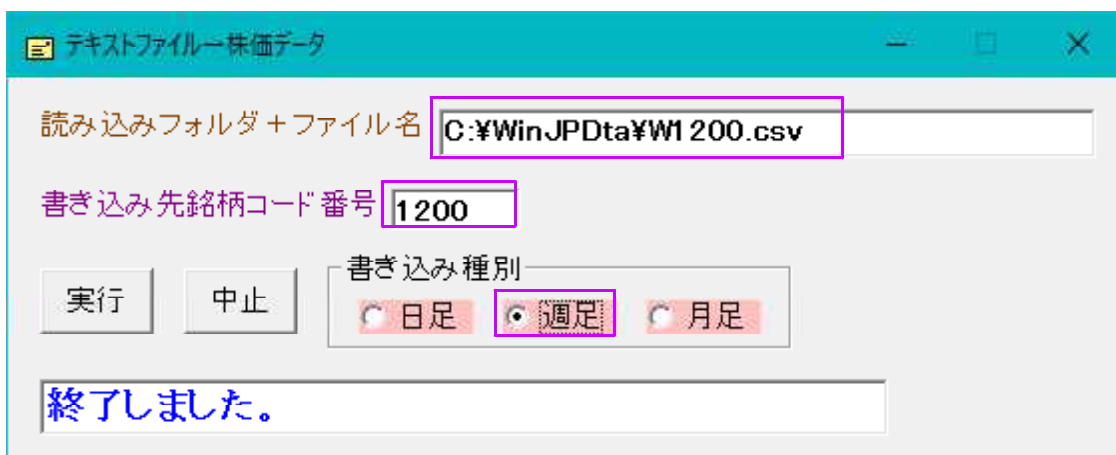 テキストファイル→株価データ
読み込みフォルダ+ファイル名 C:¥WinJPDta¥W1200.csv
書き込み先銘柄コード番号 1200
書き込み種別
実行 中止 日足 週足 月足
終了しました。